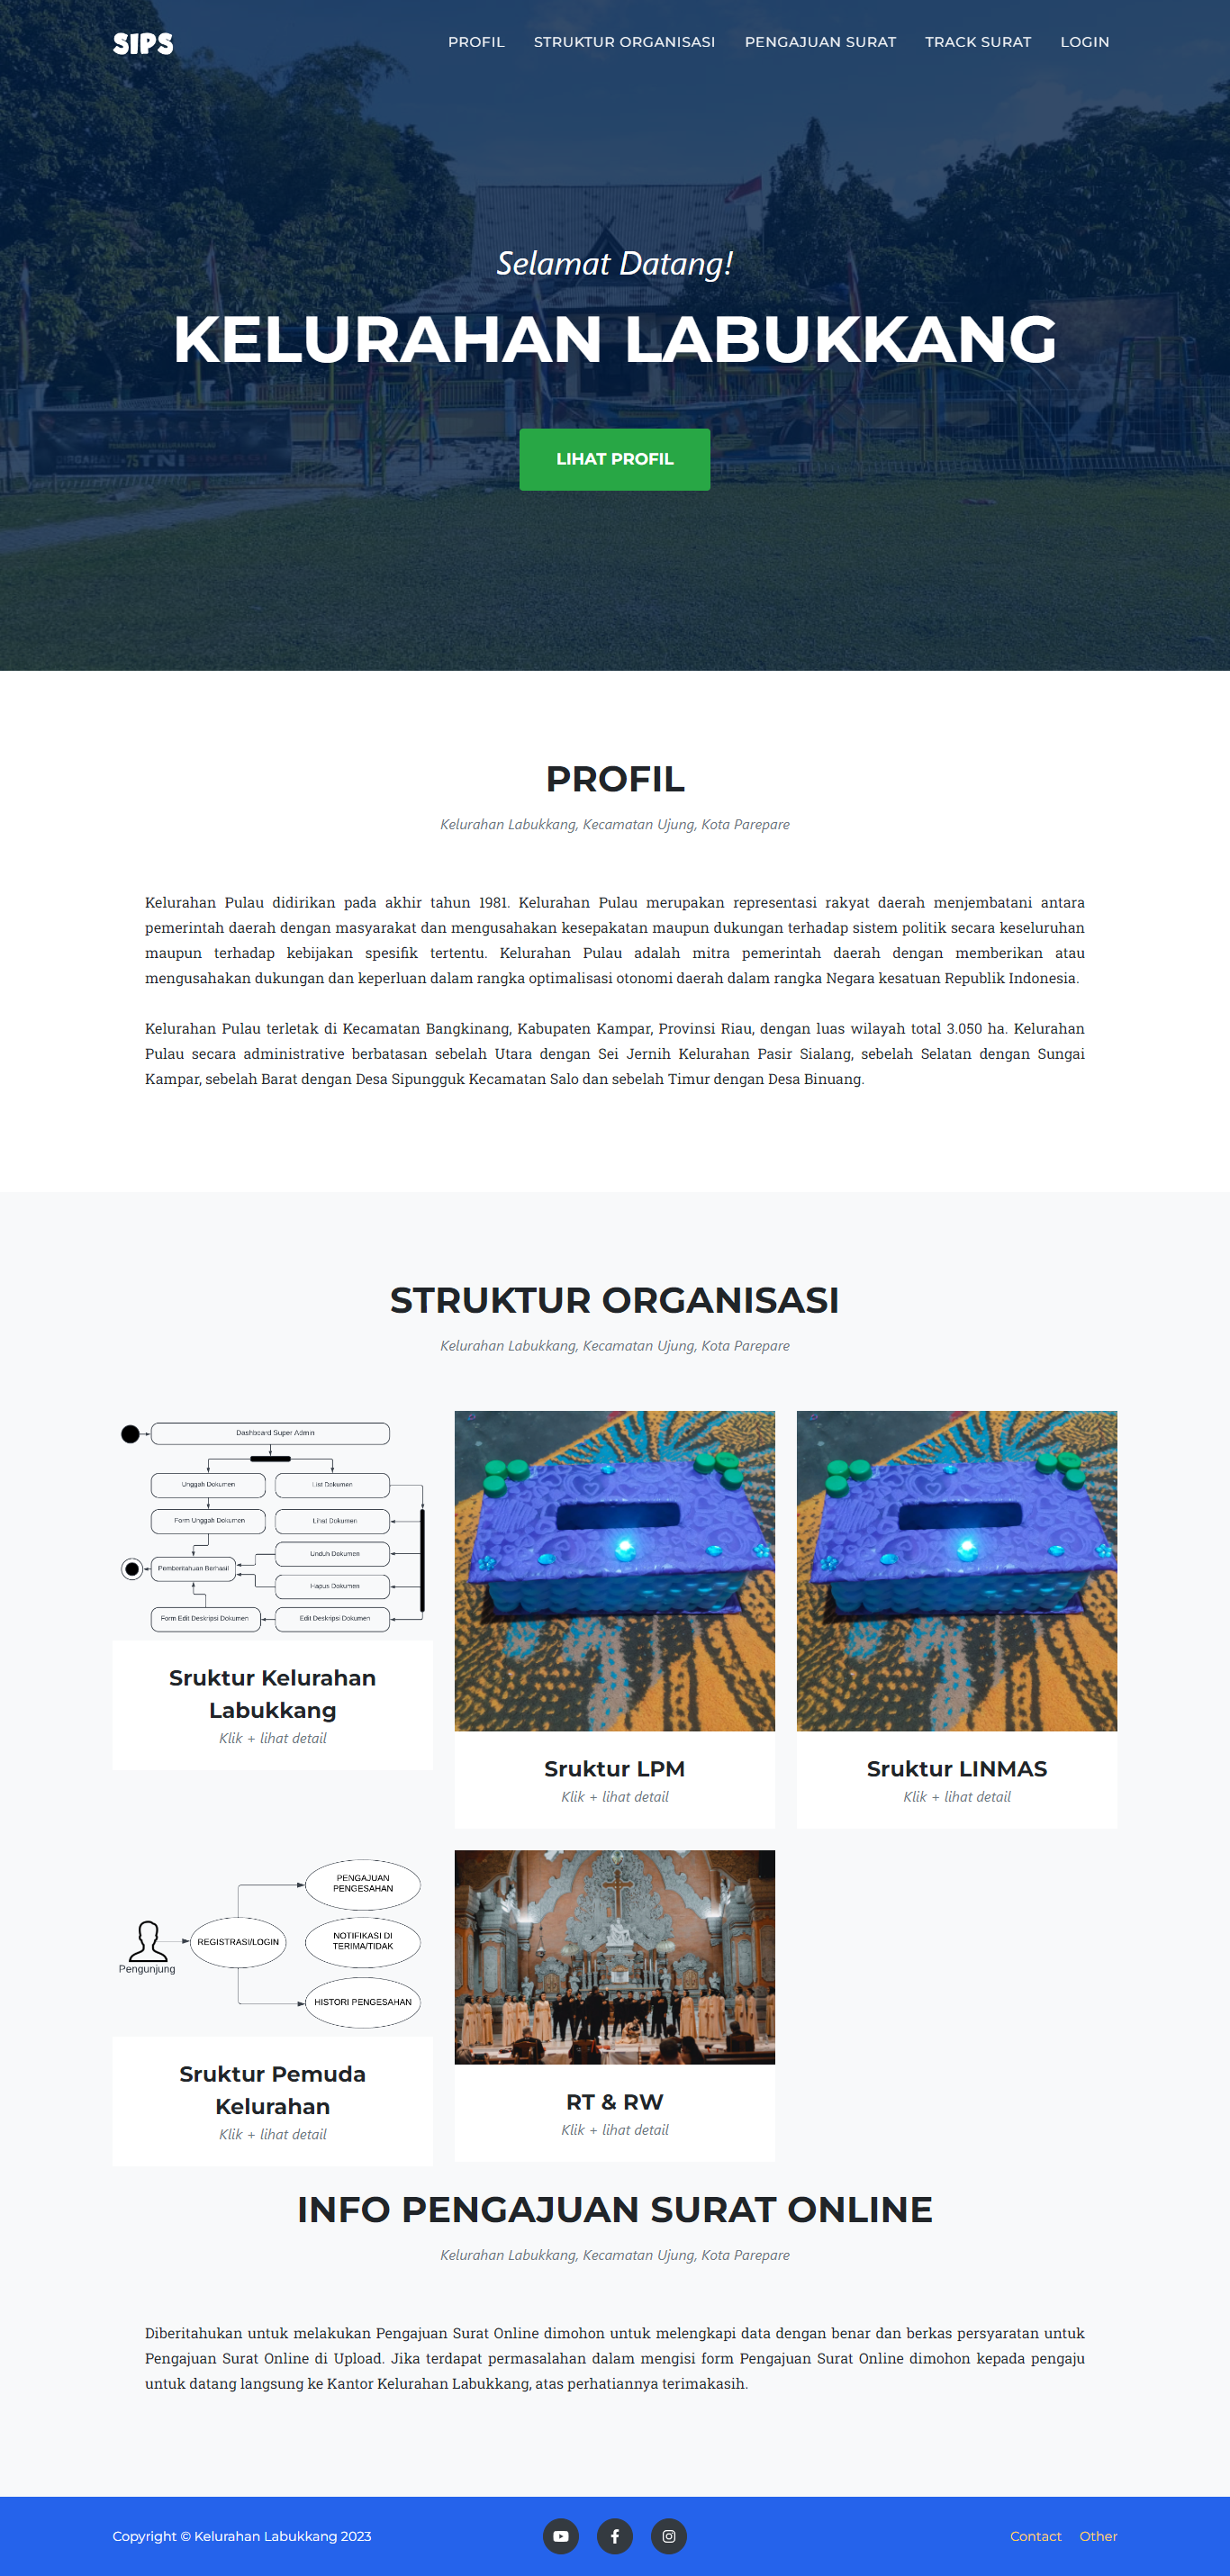 SIPS
PROFIL
STRUKTUR ORGANISASI
PENGAJUAN SURAT
TRACK SURAT
LOGIN
Selamat Datang!
KELURAHAN LABUKKANG
LIHAT PROFIL
PROFIL
Kelurahan Labukkang, Kecamatan Ujung, Kota Parepare
Kelurahan Pulau didirikan pada akhir tahun 1981. Kelurahan Pulau merupakan representasi rakyat daerah menjembatani antara
pemerintah daerah dengan masyarakat dan mengusahakan kesepakatan maupun dukungan terhadap sistem politik secara keseluruhan
maupun terhadap kebijakan spesifik tertentu. Kelurahan Pulau adalah mitra pemerintah daerah dengan memberikan atau
mengusahakan dukungan dan keperluan dalam rangka optimalisasi otonomi daerah dalam rangka Negara kesatuan Republik Indonesia.
Kelurahan Pulau terletak di Kecamatan Bangkinang, Kabupaten Kampar, Provinsi Riau, dengan luas wilayah total 3.050 ha. Kelurahan
Pulau secara administrative berbatasan sebelah Utara dengan Sei Jernih Kelurahan Pasir Sialang, sebelah Selatan dengan Sungai
Kampar, sebelah Barat dengan Desa Sipungguk Kecamatan Salo dan sebelah Timur dengan Desa Binuang.
STRUKTUR ORGANISASI
Kelurahan Labukkang, Kecamatan Ujung, Kota Parepare
Dashboard Super Admin
Unggah Dokumen
List Dokumen
Form Unggah Dokumen
Lihat Dokumen
Unduh Dokumen
Pemberitahuan Berhasil
Hapus Dokumen
Form Edit Deskripsi Dokumen
Edit Deskripsi Dokumen
Sruktur Kelurahan
Labukkang
Klik + lihat detail
Sruktur LPM
Klik + lihat detail
Sruktur LINMAS
Klik + lihat detail
PENGAJUAN
PENGESAHAN
REGISTRASI/LOGIN
NOTIFIKASI DI
TERIMA/TIDAK
Pengunjung
HISTORI PENGESAHAN
Sruktur Pemuda
Kelurahan
Klik + lihat detail
RT & RW
Klik + lihat detail
INFO PENGAJUAN SURAT ONLINE
Kelurahan Labukkang, Kecamatan Ujung, Kota Parepare
Diberitahukan untuk melakukan Pengajuan Surat Online dimohon untuk melengkapi data dengan benar dan berkas persyaratan untuk
Pengajuan Surat Online di Upload. Jika terdapat permasalahan dalam mengisi form Pengajuan Surat Online dimohon kepada pengaju
untuk datang langsung ke Kantor Kelurahan Labukkang, atas perhatiannya terimakasih.
Copyright © Kelurahan Labukkang 2023
Contact
Other